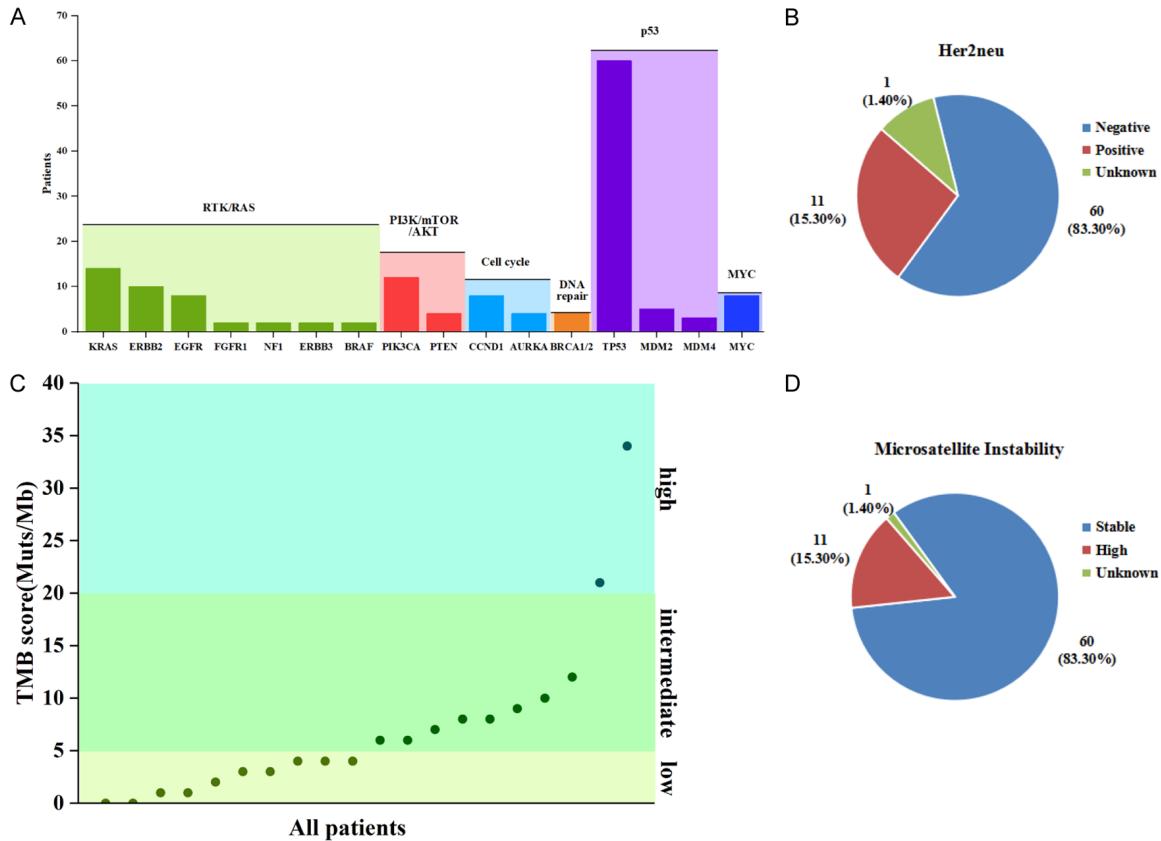 A
70
60
50
40
30
20
10
0
Patients
RTK/RAS
PI3K/mTOR
/AKT
Cell cycle
DNA
repair
p53
MYC
KRAS ERBB2 EGFR FGFR1 NF1 ERBB3 BRAF PIK3CA PTEN CCND1 AURKA BRCA1/2 TP53 MDM2 MDM4 MYC
B
Her2neu
1
(1.40%)
11
(15.30%)
60
(83.30%)
Negative
Positive
Unknown
C
40
35
30
25
20
15
10
5
0
TMB score(Muts/Mb)
high
intermediate
low
All patients
D
Microsatellite Instability
1
(1.40%)
11
(15.30%)
60
(83.30%)
Stable
High
Unknown